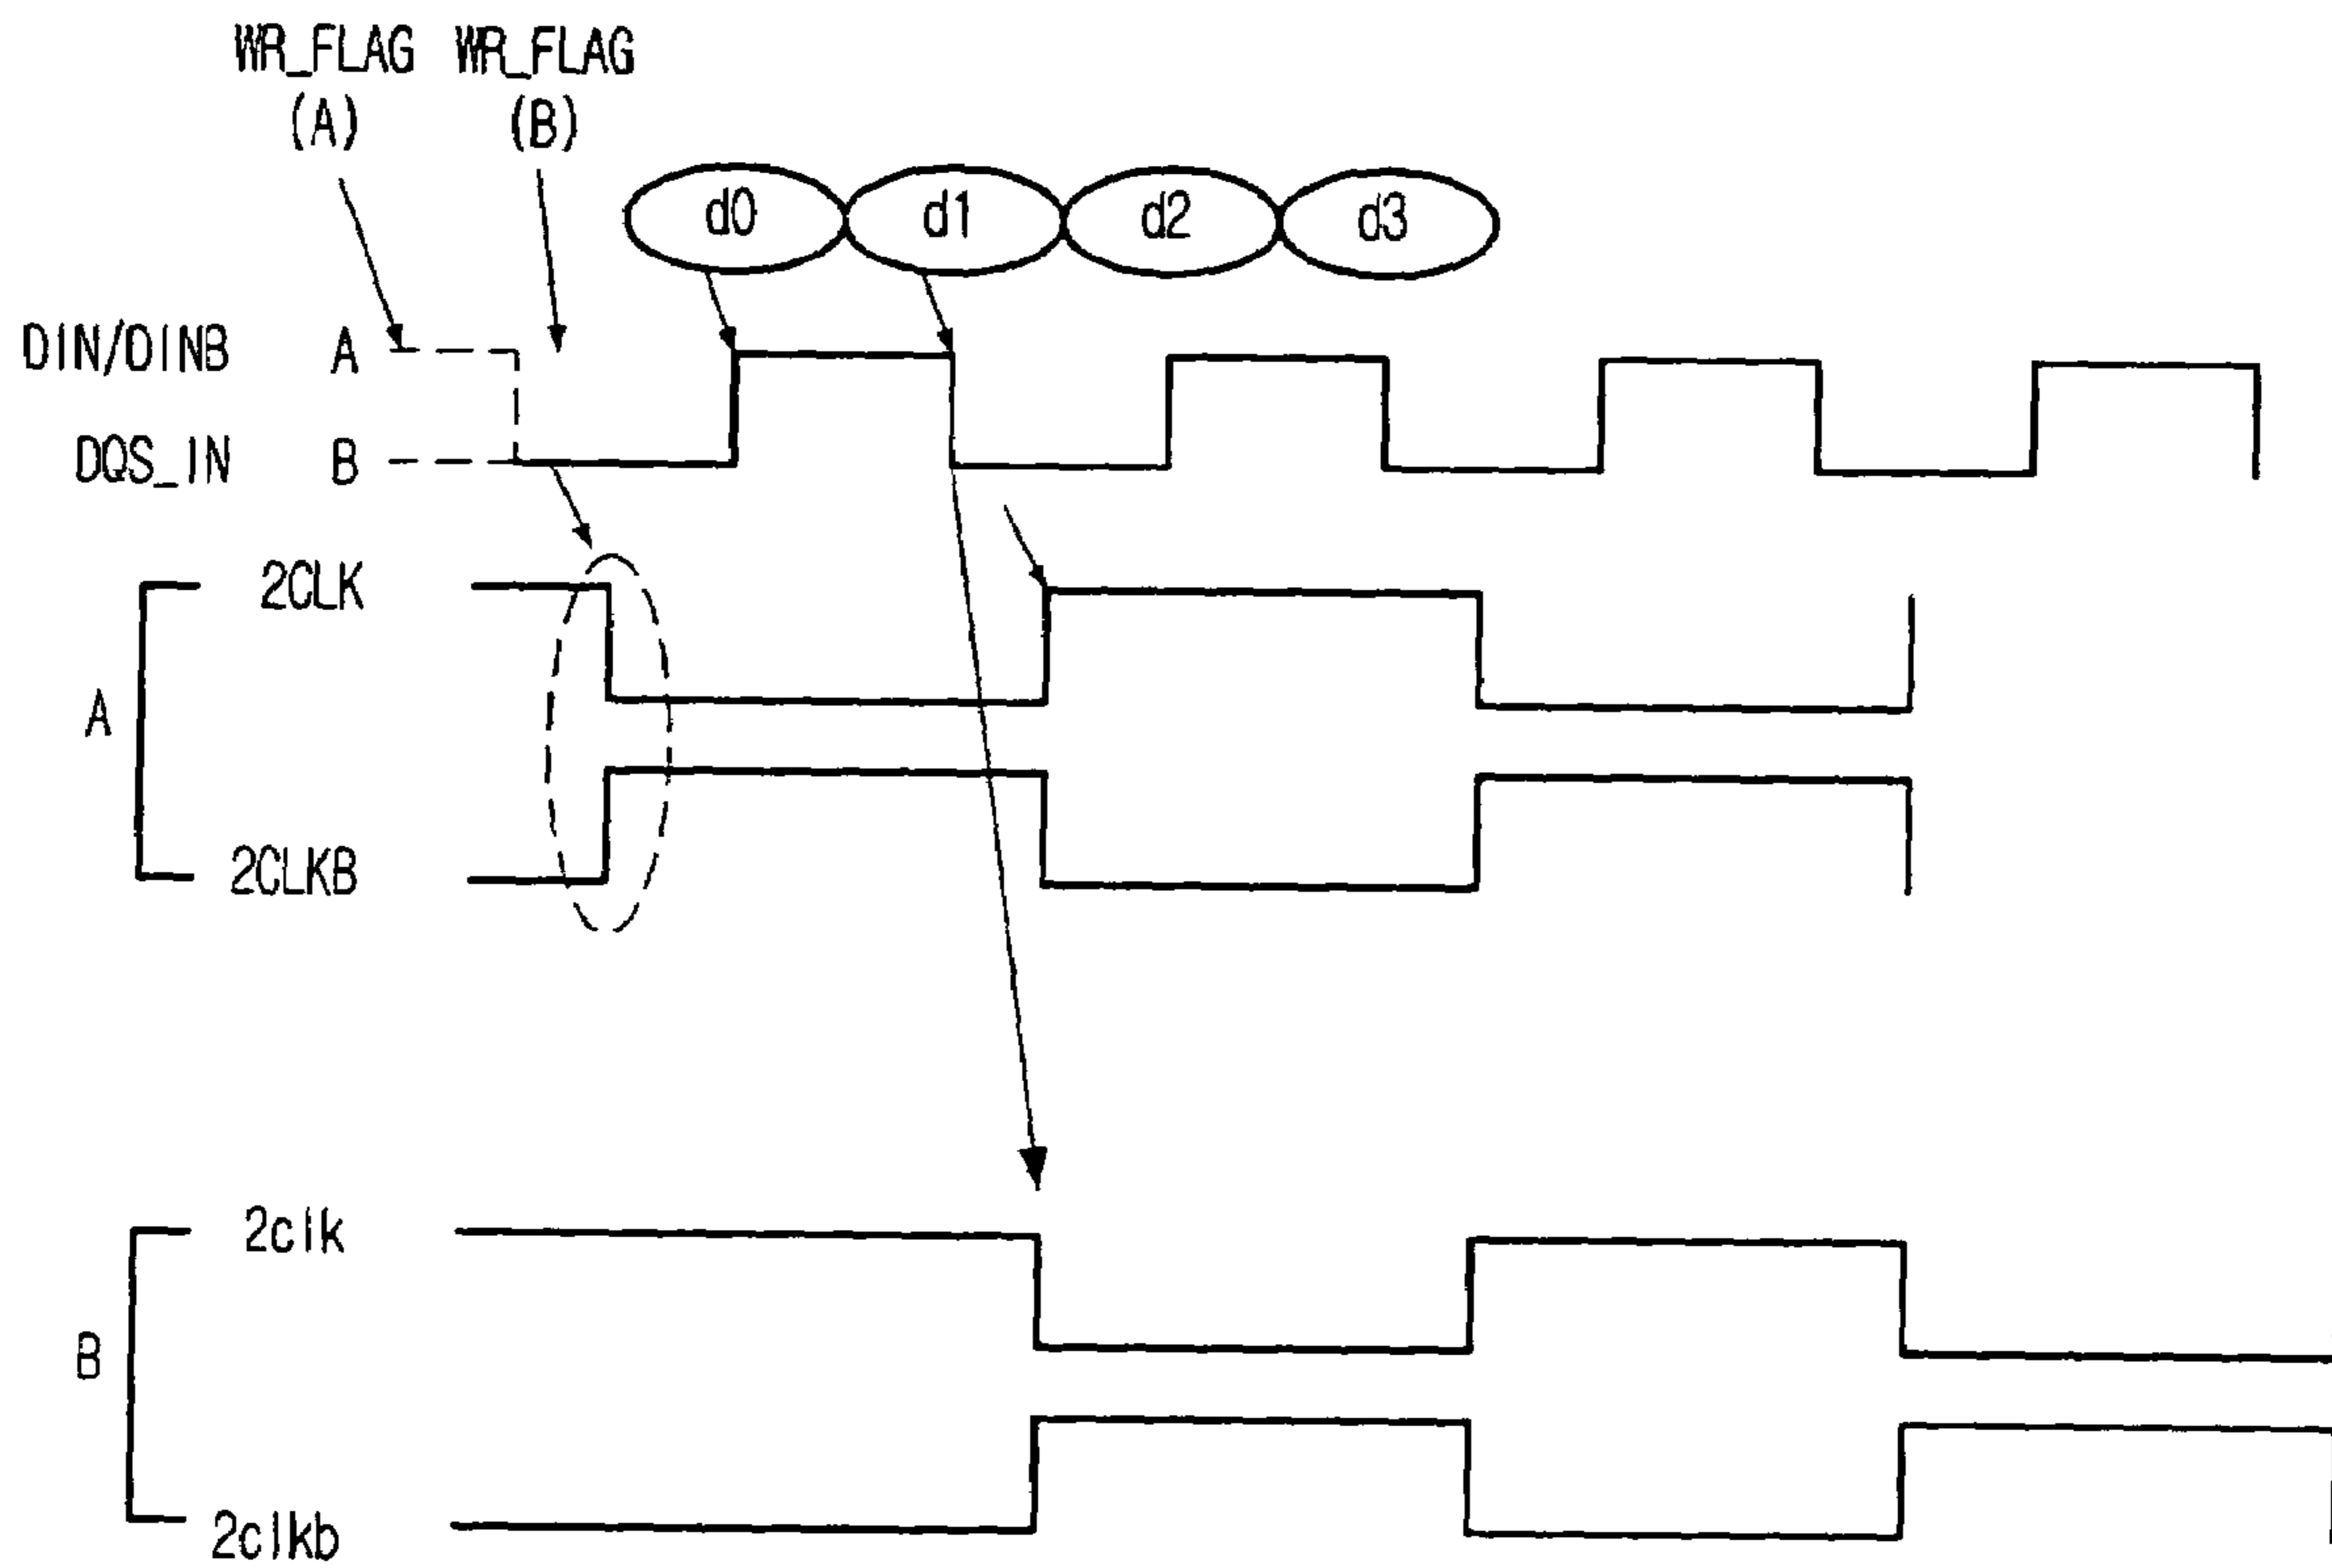 WR_FLAG WR_FLAG
(A) (B)
d0 d1 d2 d3
DIN/DINB A
DQS_IN B
2CLK
A
2CLKB
2clk
B
2clkb